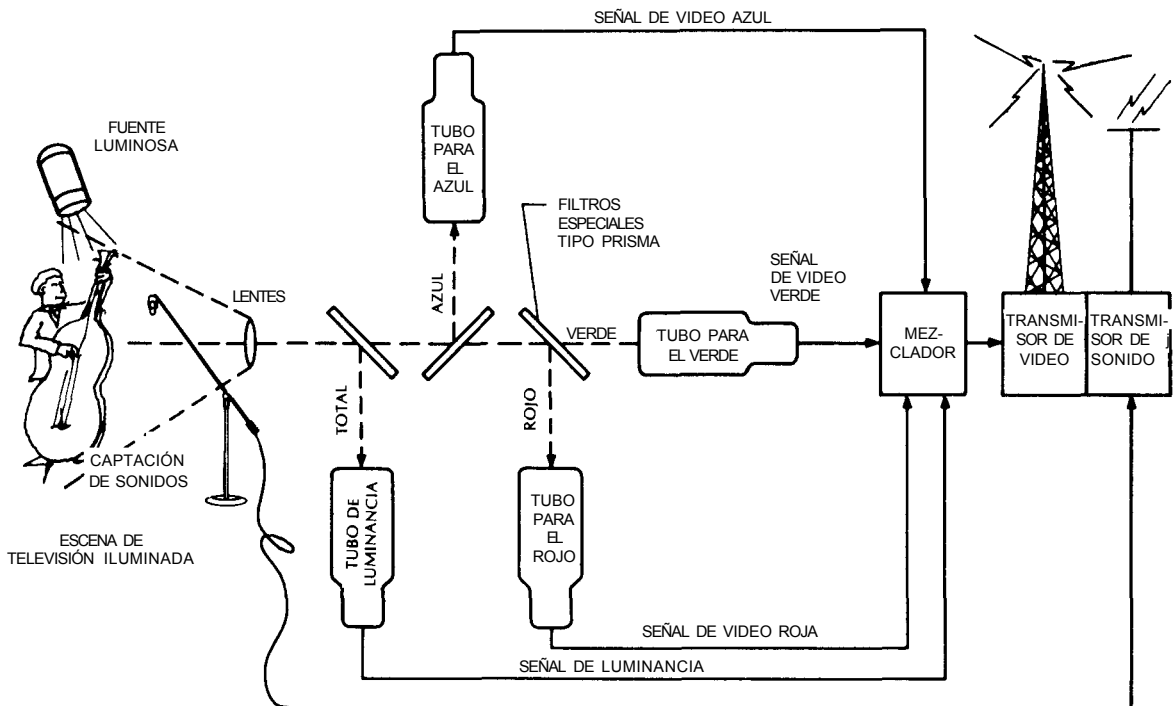 SEÑAL DE VIDEO AZUL
FUENTE
LUMINOSA
TUBO
PARA
EL
AZUL
FILTROS
ESPECIALES
TIPO PRISMA
SEÑAL
DE VIDEO
VERDE
LENTES
AZUL
VERDE
TUBO PARA
EL VERDE
MEZ-
CLADOR
TRANSMI-
SOR DE
VIDEO
TRANSMI-
SOR DE
SONIDO
TOTAL
ROJO
CAPTACIÓN
DE SONIDOS
TUBO DE
LUMINANCIA
TUBO
PARA
EL
ROJO
ESCENA DE
TELEVISIÓN ILUMINADA
SEÑAL DE VIDEO ROJA
SEÑAL DE LUMINANCIA